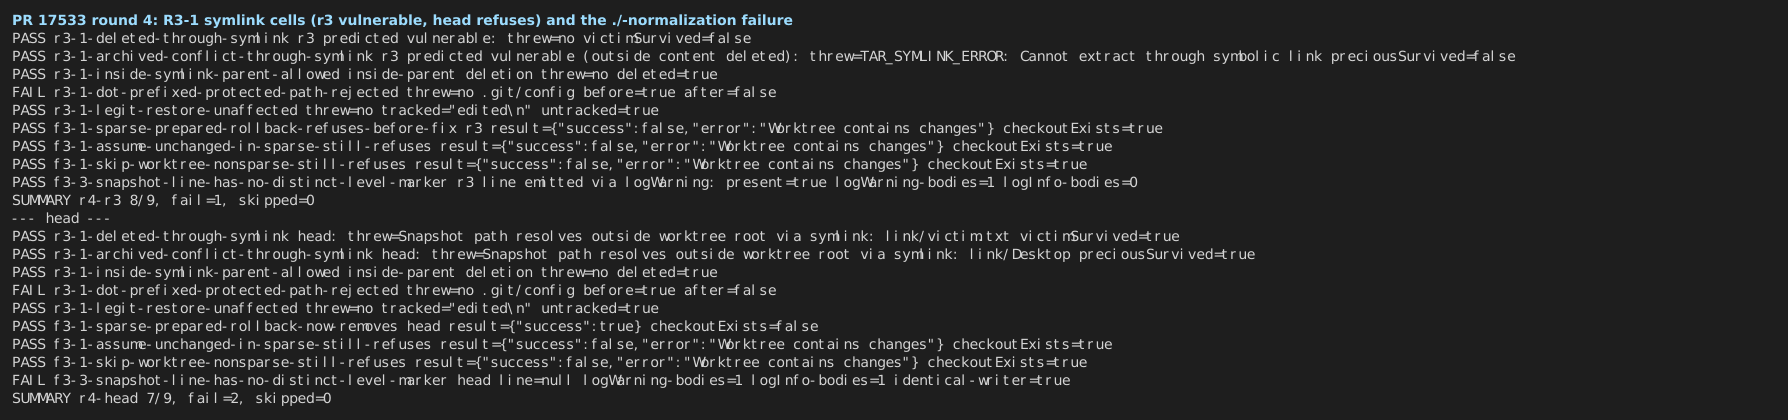 PR 17533 round 4: R3-1 symlink cells (r3 vulnerable, head refuses) and the ./-normalization failure
PASS r3-1-deleted-through-symlink r3 predicted vulnerable: threw=no victimSurvived=false
PASS r3-1-archived-conflict-through-symlink r3 predicted vulnerable (outside content deleted): threw=TAR_SYMLINK_ERROR: Cannot extract through symbolic link preciousSurvived=false
PASS r3-1-inside-symlink-parent-allowed inside-parent deletion threw=no deleted=true
FAIL r3-1-dot-prefixed-protected-path-rejected threw=no .git/config before=true after=false
PASS r3-1-legit-restore-unaffected threw=no tracked="edited\n" untracked=true
PASS f3-1-sparse-prepared-rollback-refuses-before-fix r3 result={"success":false,"error":"Worktree contains changes"} checkoutExists=true
PASS f3-1-assume-unchanged-in-sparse-still-refuses result={"success":false,"error":"Worktree contains changes"} checkoutExists=true
PASS f3-1-skip-worktree-nonsparse-still-refuses result={"success":false,"error":"Worktree contains changes"} checkoutExists=true
PASS f3-3-snapshot-line-has-no-distinct-level-marker r3 line emitted via logWarning: present=true logWarning-bodies=1 logInfo-bodies=0
SUMMARY r4-r3 8/9, fail=1, skipped=0
--- head ---
PASS r3-1-deleted-through-symlink head: threw=Snapshot path resolves outside worktree root via symlink: link/victim.txt victimSurvived=true
PASS r3-1-archived-conflict-through-symlink head: threw=Snapshot path resolves outside worktree root via symlink: link/Desktop preciousSurvived=true
PASS r3-1-inside-symlink-parent-allowed inside-parent deletion threw=no deleted=true
FAIL r3-1-dot-prefixed-protected-path-rejected threw=no .git/config before=true after=false
PASS r3-1-legit-restore-unaffected threw=no tracked="edited\n" untracked=true
PASS f3-1-sparse-prepared-rollback-now-removes head result={"success":true} checkoutExists=false
PASS f3-1-assume-unchanged-in-sparse-still-refuses result={"success":false,"error":"Worktree contains changes"} checkoutExists=true
PASS f3-1-skip-worktree-nonsparse-still-refuses result={"success":false,"error":"Worktree contains changes"} checkoutExists=true
FAIL f3-3-snapshot-line-has-no-distinct-level-marker head line=null logWarning-bodies=1 logInfo-bodies=1 identical-writer=true
SUMMARY r4-head 7/9, fail=2, skipped=0